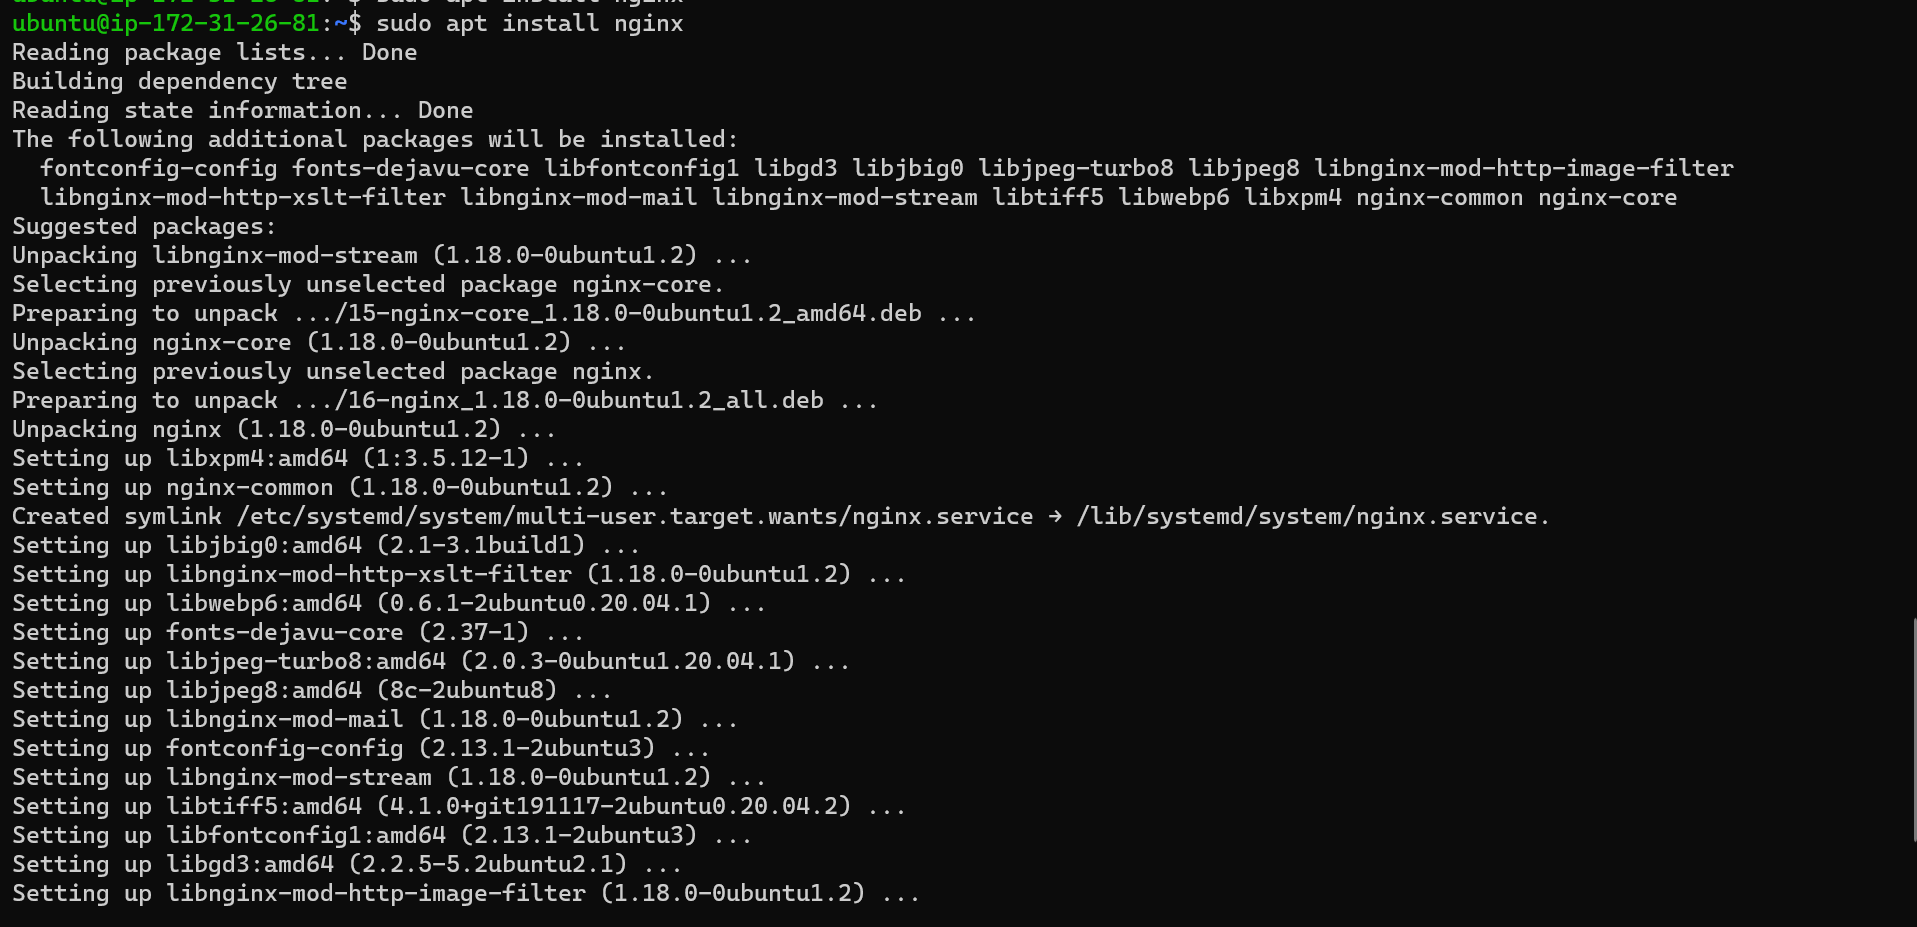 ubuntu@ip-172-31-26-81:~$ sudo apt install nginx
ubuntu@ip-172-31-26-81:~$ sudo apt install nginx
Reading package lists... Done
Building dependency tree
Reading state information... Done
The following additional packages will be installed:
  fontconfig-config fonts-dejavu-core libfontconfig1 libgd3 libjbig0 libjpeg-turbo8 libjpeg8 libnginx-mod-http-image-filter
  libnginx-mod-http-xslt-filter libnginx-mod-mail libnginx-mod-stream libtiff5 libwebp6 libxpm4 nginx-common nginx-core
Suggested packages:
Unpacking libnginx-mod-stream (1.18.0-0ubuntu1.2) ...
Selecting previously unselected package nginx-core.
Preparing to unpack .../15-nginx-core_1.18.0-0ubuntu1.2_amd64.deb ...
Unpacking nginx-core (1.18.0-0ubuntu1.2) ...
Selecting previously unselected package nginx.
Preparing to unpack .../16-nginx_1.18.0-0ubuntu1.2_all.deb ...
Unpacking nginx (1.18.0-0ubuntu1.2) ...
Setting up libxpm4:amd64 (1:3.5.12-1) ...
Setting up nginx-common (1.18.0-0ubuntu1.2) ...
Created symlink /etc/systemd/system/multi-user.target.wants/nginx.service → /lib/systemd/system/nginx.service.
Setting up libjbig0:amd64 (2.1-3.1build1) ...
Setting up libnginx-mod-http-xslt-filter (1.18.0-0ubuntu1.2) ...
Setting up libwebp6:amd64 (0.6.1-2ubuntu0.20.04.1) ...
Setting up fonts-dejavu-core (2.37-1) ...
Setting up libjpeg-turbo8:amd64 (2.0.3-0ubuntu1.20.04.1) ...
Setting up libjpeg8:amd64 (8c-2ubuntu8) ...
Setting up libnginx-mod-mail (1.18.0-0ubuntu1.2) ...
Setting up fontconfig-config (2.13.1-2ubuntu3) ...
Setting up libnginx-mod-stream (1.18.0-0ubuntu1.2) ...
Setting up libtiff5:amd64 (4.1.0+git191117-2ubuntu0.20.04.2) ...
Setting up libfontconfig1:amd64 (2.13.1-2ubuntu3) ...
Setting up libgd3:amd64 (2.2.5-5.2ubuntu2.1) ...
Setting up libnginx-mod-http-image-filter (1.18.0-0ubuntu1.2) ...